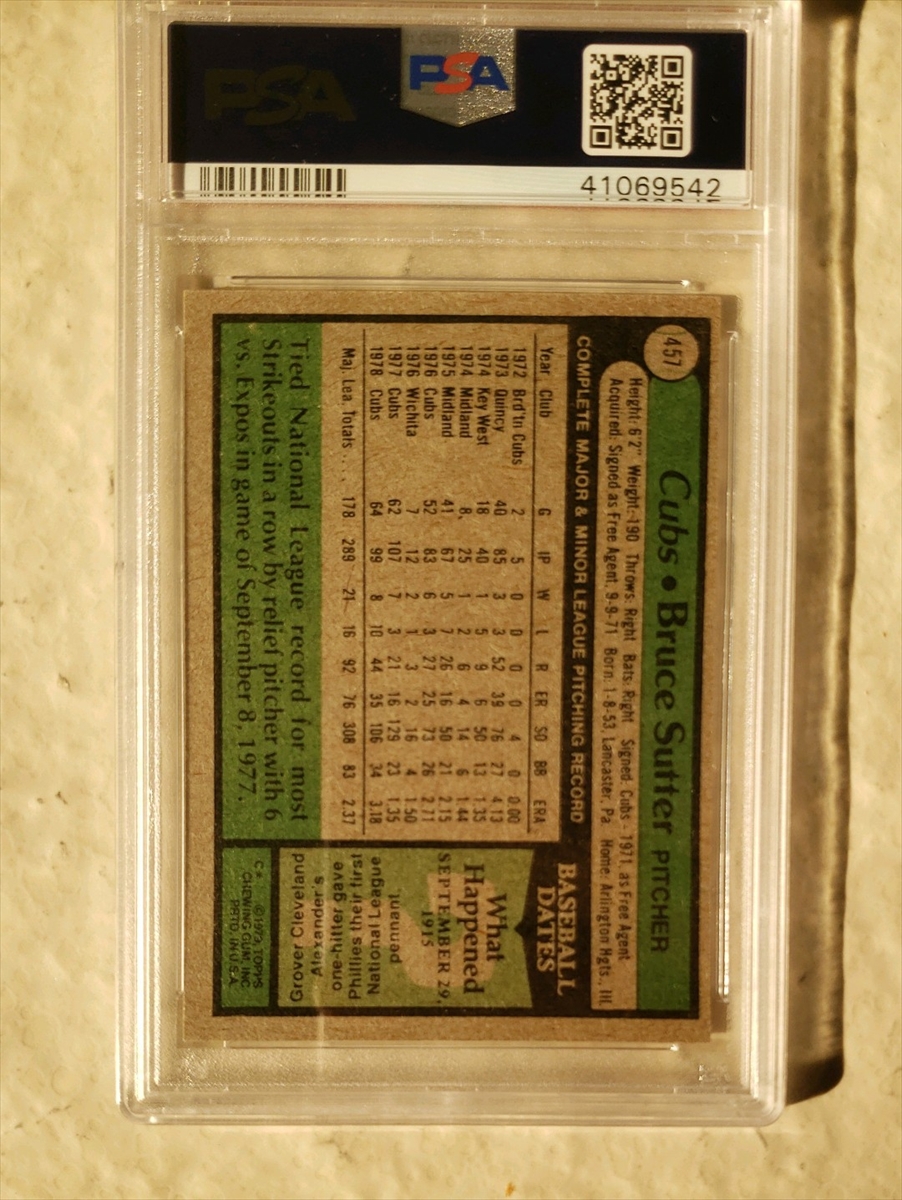 PSA
PSA
41069542
457
Cubs • Bruce Sutter PITCHER
Height: 6'2" Weight: 190 Throws: Right Bats: Right Signed: Cubs - 1971, as Free Agent
Acquired: Signed as Free Agent, 9-9-71 Born: 1-8-53, Lancaster, Pa. Home: Arlington Hgts., Ill.
COMPLETE MAJOR & MINOR LEAGUE PITCHING RECORD
Year Club G IP W L R ER SO BB ERA
1972 Brd'tn Cubs 2 5 0 0 0 0 4 0 0.00
1973 Quincy 40 85 3 3 52 39 76 27 4.13
1974 Key West 18 40 1 5 9 6 50 13 1.35
1974 Midland 8 25 1 2 6 4 14 6 1.44
1975 Midland 41 67 5 7 26 16 50 21 2.15
1976 Cubs 52 83 6 3 27 25 73 26 2.71
1976 Wichita 7 12 2 1 3 2 16 4 1.50
1977 Cubs 62 107 7 3 21 16 129 23 1.35
1978 Cubs 64 99 8 10 44 35 106 34 3.18
Maj. Lea. Totals . . . 178 289 21 16 92 76 308 83 2.37
Tied National League record for most
Strikeouts in a row by relief pitcher with 6
vs. Expos in game of September 8, 1977.
BASEBALL
DATES
What
Happened
SEPTEMBER 29,
1915
Grover Cleveland
Alexander's
one-hitter gave
Phillies their first
National League
pennant.
C* ©1979, TOPPS
CHEWING GUM, INC.
PRTD. IN U.S.A.